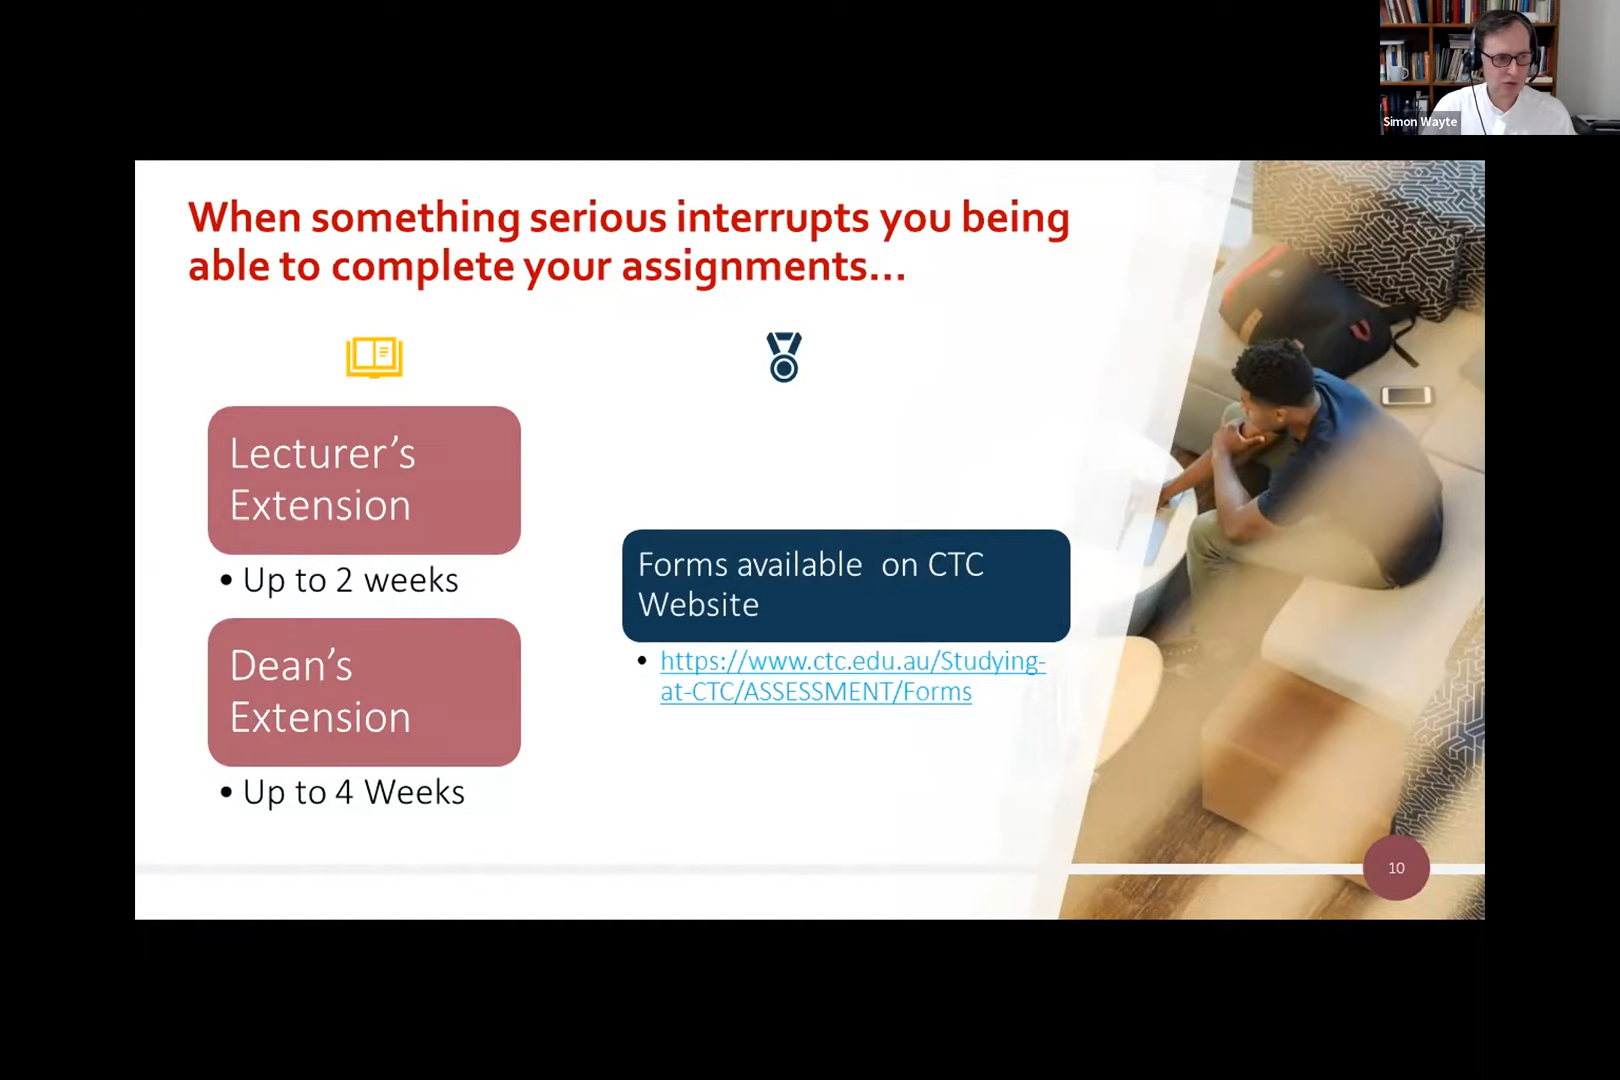 Simon Wayte
When something serious interrupts you being
able to complete your assignments...
Lecturer’s
Extension
• Up to 2 weeks
Dean’s
Extension
• Up to 4 Weeks
Forms available  on CTC
Website
• https://www.ctc.edu.au/Studying-
at-CTC/ASSESSMENT/Forms
10